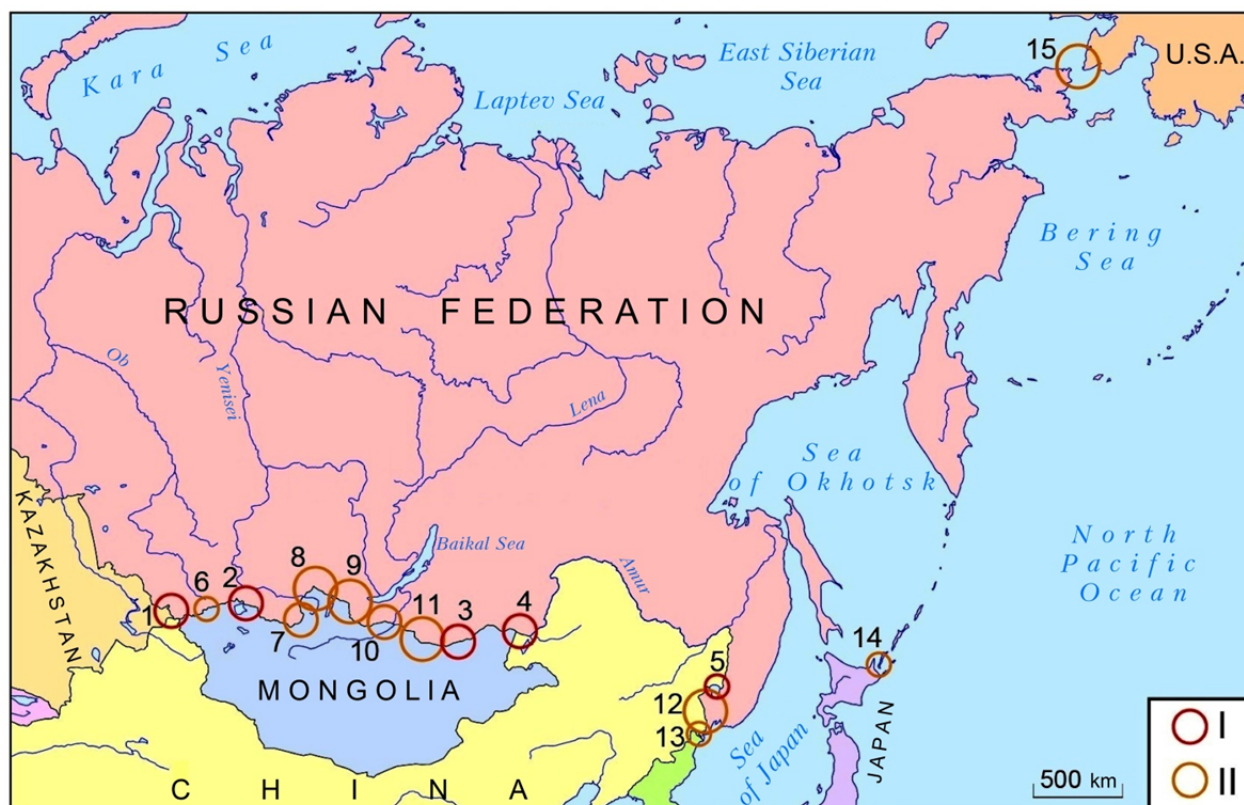 Kara Sea
Laptev Sea
East Siberian
Sea
15
U.S.A.
Bering
Sea
RUSSIAN FEDERATION
Ob
Yenisei
Lena
Sea
of Okhotsk
KAZAKHSTAN
Baikal Sea
Amur
North
Pacific
Ocean
1
6
2
8
9
7
10
11
3
4
MONGOLIA
5
12
13
14
JAPAN
Sea
of Japan
CHINA
I
II
500 km